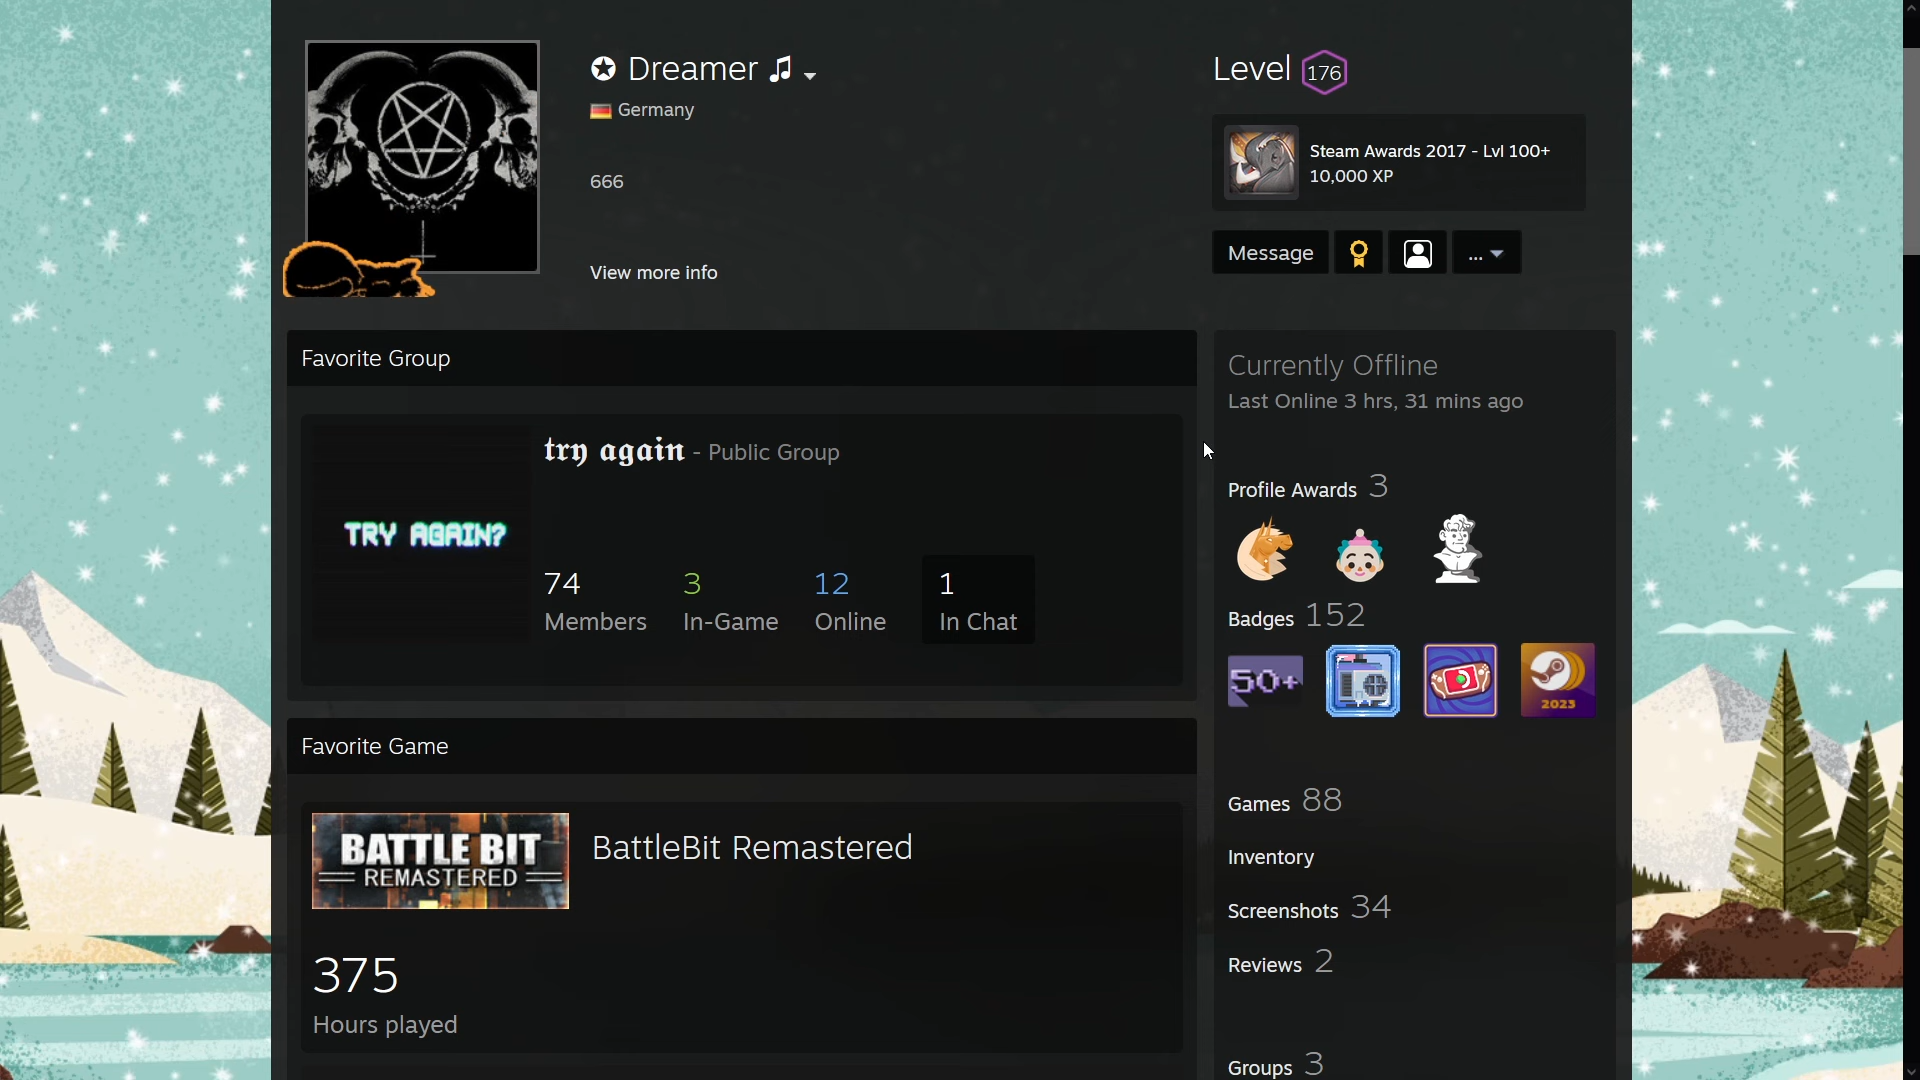 ✪ Dreamer ♫
Germany
666
View more info
Level 176
Steam Awards 2017 - Lvl 100+
10,000 XP
Message
...
Favorite Group
𝖙𝖗𝖞 𝖆𝖌𝖆𝖎𝖓 - Public Group
TRY AGAIN?
74
Members
3
In-Game
12
Online
1
In Chat
Favorite Game
BATTLE BIT
REMASTERED
BattleBit Remastered
375
Hours played
Currently Offline
Last Online 3 hrs, 31 mins ago
Profile Awards 3
Badges 152
50+
2023
Games 88
Inventory
Screenshots 34
Reviews 2
Groups 3